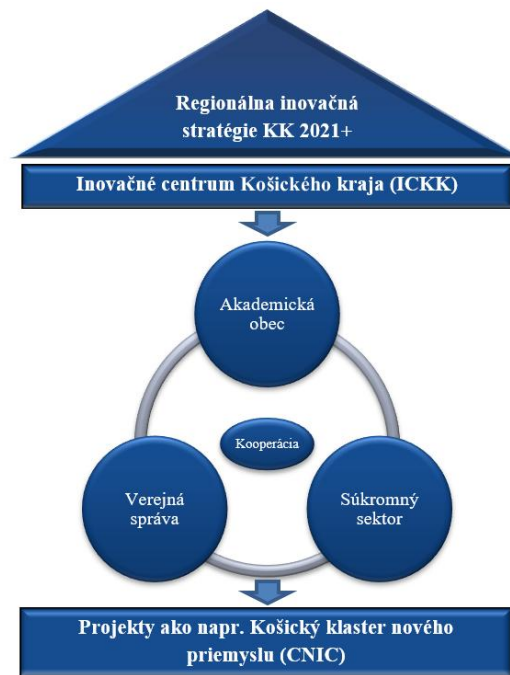 Regionálna inovačná
stratégie KK 2021+
Inovačné centrum Košického kraja (ICKK)
Akademická
obec
Kooperácia
Verejná
správa
Súkromný
sektor
Projekty ako napr. Košický klaster nového
priemyslu (CNIC)